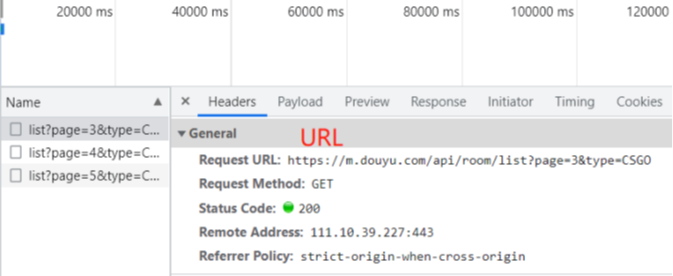 20000 ms 40000 ms 60000 ms 80000 ms 100000 ms 120000
Name ▲ × Headers Payload Preview Response Initiator Timing Cookies
list?page=3&type=C...
list?page=4&type=C...
list?page=5&type=C...
▼ General
URL
Request URL: https://m.douyu.com/api/room/list?page=3&type=CSGO
Request Method: GET
Status Code: 200
Remote Address: 111.10.39.227:443
Referrer Policy: strict-origin-when-cross-origin